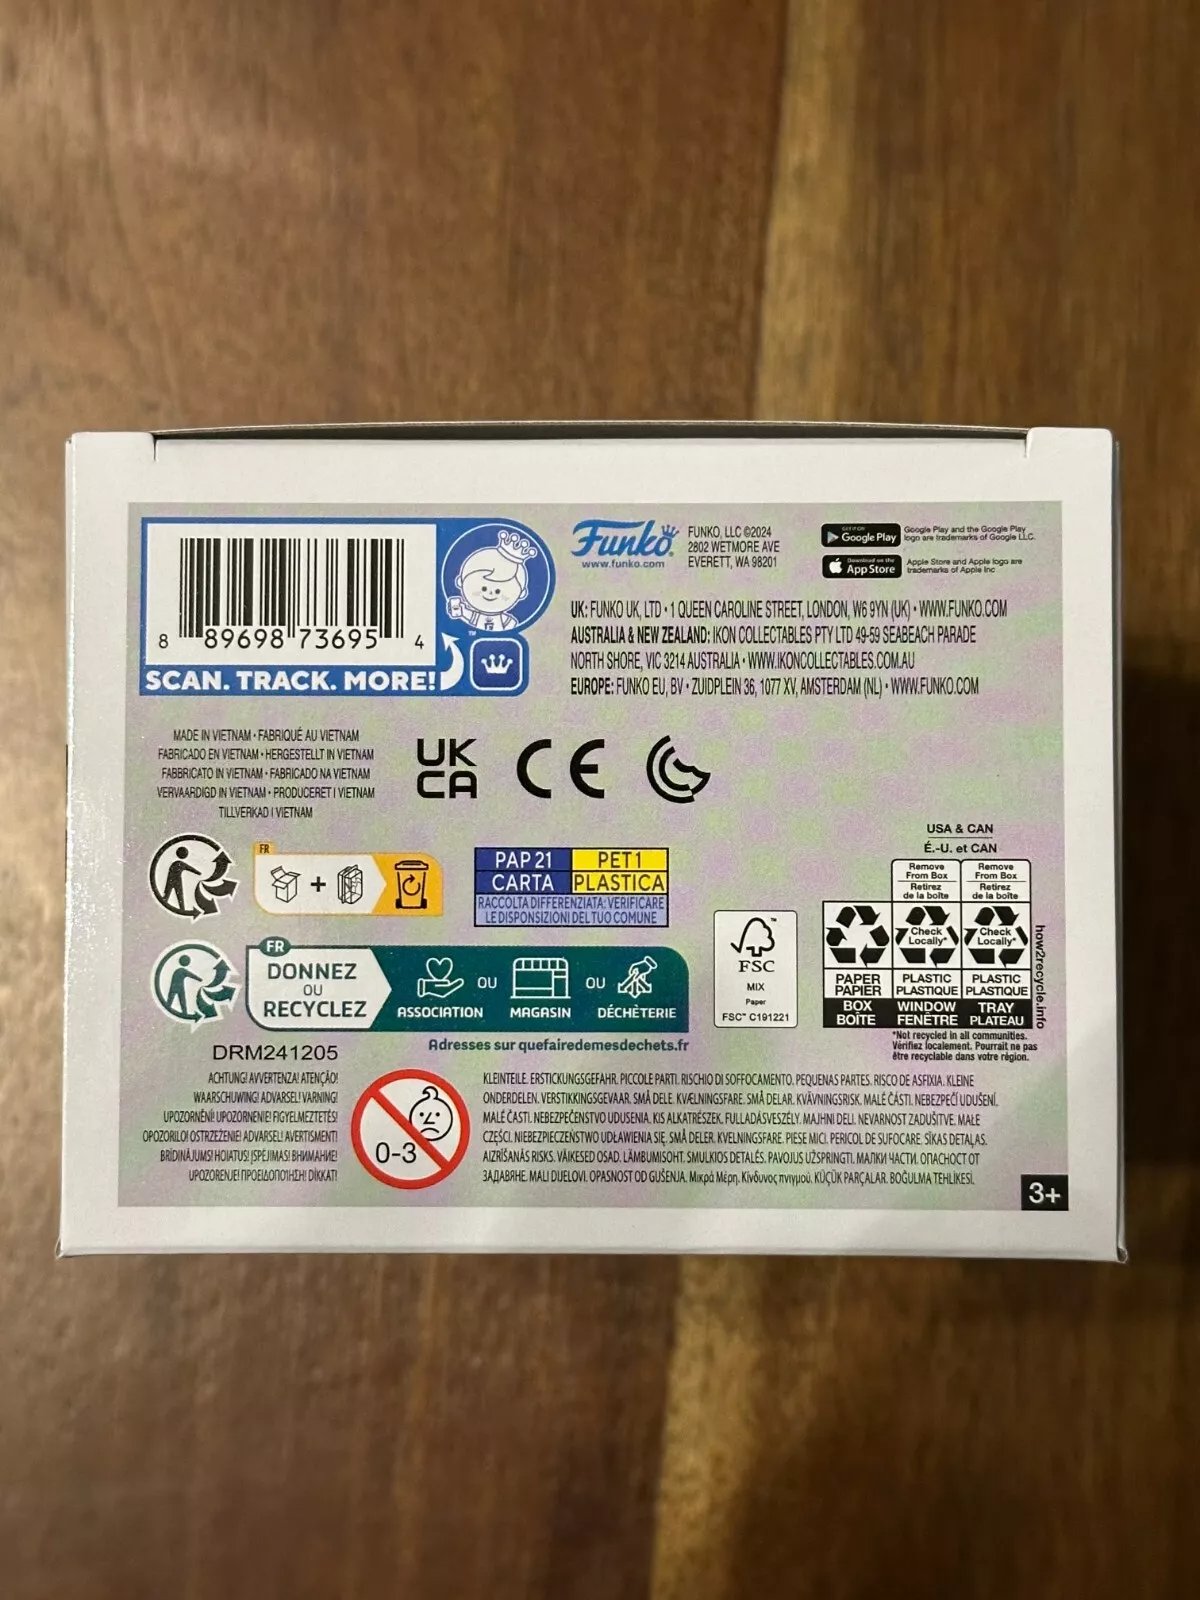 8 89698 73695 4
SCAN. TRACK. MORE!
™
Funko®
www.funko.com
FUNKO, LLC ©2024
2802 WETMORE AVE
EVERETT, WA 98201
GET IT ON
Google Play
Google Play and the Google Play
logo are trademarks of Google LLC.
Download on the
App Store
Apple Store and Apple logo are
trademarks of Apple Inc
UK: FUNKO UK, LTD • 1 QUEEN CAROLINE STREET, LONDON, W6 9YN (UK) • WWW.FUNKO.COM
AUSTRALIA & NEW ZEALAND: IKON COLLECTABLES PTY LTD 49-59 SEABEACH PARADE
NORTH SHORE, VIC 3214 AUSTRALIA • WWW.IKONCOLLECTABLES.COM.AU
EUROPE: FUNKO EU, BV • ZUIDPLEIN 36, 1077 XV, AMSTERDAM (NL) • WWW.FUNKO.COM
MADE IN VIETNAM • FABRIQUÉ AU VIETNAM
FABRICADO EN VIETNAM • HERGESTELLT IN VIETNAM
FABBRICATO IN VIETNAM • FABRICADO NA VIETNAM
VERVAARDIGD IN VIETNAM • PRODUCERET I VIETNAM
TILLVERKAD I VIETNAM
UK
CA
CE
FR
+
PAP 21 PET 1
CARTA PLASTICA
RACCOLTA DIFFERENZIATA: VERIFICARE
LE DISPOSIZIONI DEL TUO COMUNE
FR
DONNEZ
OU
RECYCLEZ
ASSOCIATION
OU
MAGASIN
OU
DÉCHÈTERIE
Adresses sur quefairedemesdechets.fr
™
FSC
MIX
Paper
FSC™ C191221
USA & CAN
É.-U. et CAN
Remove
From Box
Retirez
de la boîte
Remove
From Box
Retirez
de la boîte
Check
Locally*
Check
Locally*
PAPER
PAPIER
PLASTIC
PLASTIQUE
PLASTIC
PLASTIQUE
BOX
BOÎTE
WINDOW
FENÊTRE
TRAY
PLATEAU
how2recycle.info
*Not recycled in all communities.
Vérifiez localement. Pourrait ne pas
être recyclable dans votre région.
DRM241205
ACHTUNG! AVVERTENZA! ATENÇÃO!
WAARSCHUWING! ADVARSEL! VARNING!
UPOZORNĚNÍ! UPOZORNENIE! FIGYELMEZTETÉS!
OPOZORILO! OSTRZEŻENIE! ADVARSEL! AVERTISMENT!
BRĪDINĀJUMS! HOIATUS! ĮSPĖJIMAS! ВНИМАНИЕ!
UPOZORENJE! ΠΡΟΕΙΔΟΠΟΙΗΣΗ! DİKKAT!
0-3
KLEINTEILE. ERSTICKUNGSGEFAHR. PICCOLE PARTI. RISCHIO DI SOFFOCAMENTO. PEQUENAS PARTES. RISCO DE ASFIXIA. KLEINE
ONDERDELEN. VERSTIKKINGSGEVAAR. SMÅ DELE. KVÆLNINGSFARE. SMÅ DELAR. KVÄVNINGSRISK. MALÉ ČÁSTI. NEBEZPEČÍ UDUŠENÍ.
MALÉ ČASTI. NEBEZPEČENSTVO UDUSENIA. KIS ALKATRÉSZEK. FULLADÁSVESZÉLY. MAJHNI DELI. NEVARNOST ZADUŠITVE. MAŁE
CZĘŚCI. NIEBEZPIECZEŃSTWO UDŁAWIENIA SIĘ. SMÅ DELER. KVELNINGSFARE. PIESE MICI. PERICOL DE SUFOCARE. SĪKAS DETAĻAS.
AIZRĪŠANĀS RISKS. VÄIKESED OSAD. LÄMBUMISOHT. SMULKIOS DETALĖS. PAVOJUS UŽSPRINGTI. МАЛКИ ЧАСТИ. ОПАСНОСТ ОТ
ЗАДАВЯНЕ. MALI DIJELOVI. OPASNOST OD GUŠENJA. Μικρά Μέρη. Κίνδυνος πνιγμού. KÜÇÜK PARÇALAR. BOĞULMA TEHLİKESİ.
3+